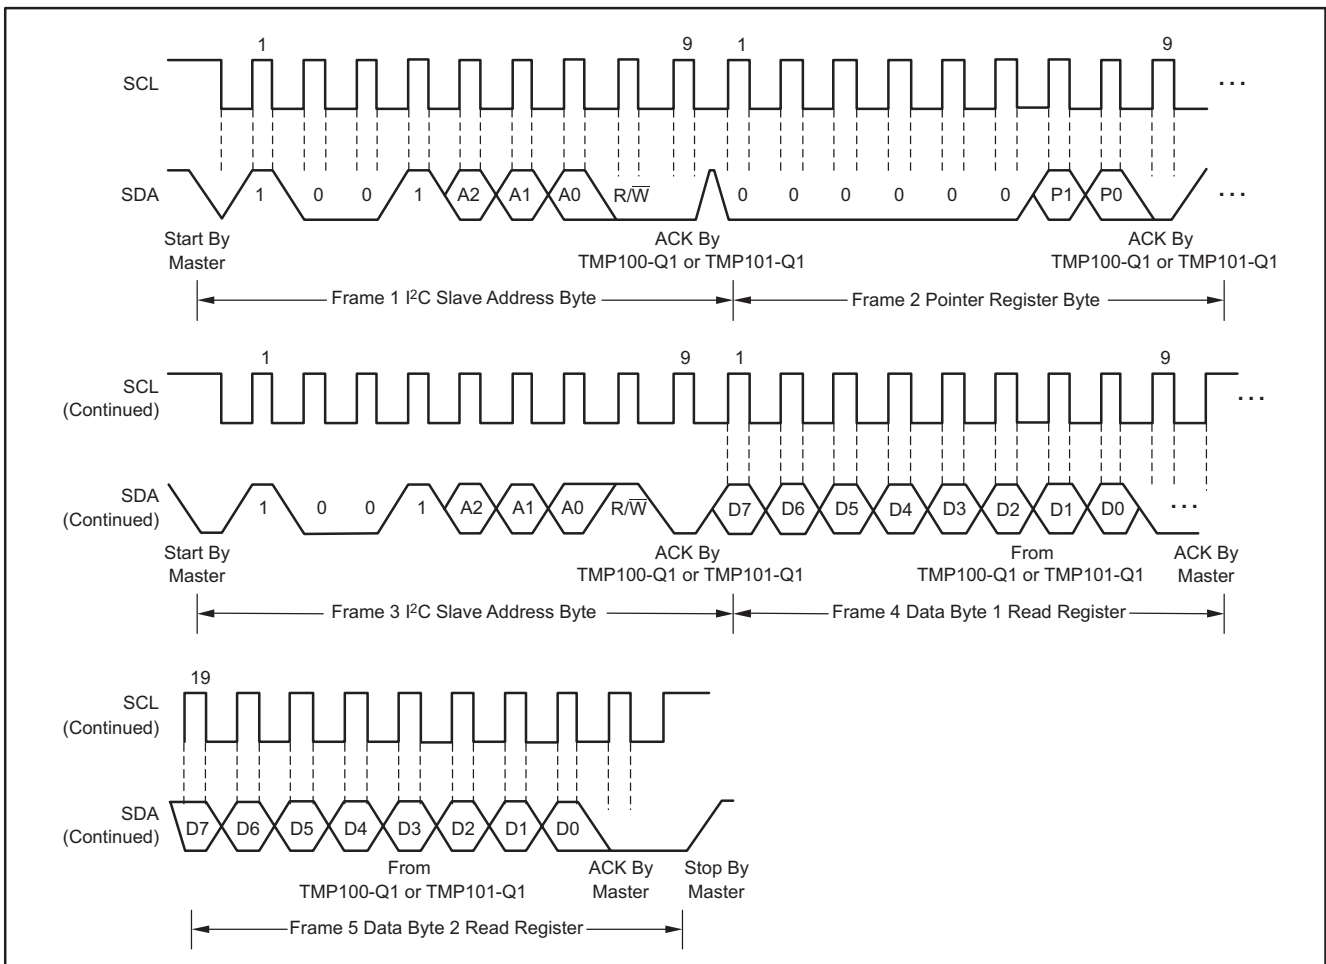 1 9 1 9
SCL ...
SDA 1 0 0 1 A2 A1 A0 R/W̅ 0 0 0 0 0 0 P1 P0 ...
Start By Master
ACK By TMP100-Q1 or TMP101-Q1
ACK By TMP100-Q1 or TMP101-Q1
Frame 1 I²C Slave Address Byte
Frame 2 Pointer Register Byte
1 9 1 9
SCL (Continued) ...
SDA (Continued) 1 0 0 1 A2 A1 A0 R/W̅ D7 D6 D5 D4 D3 D2 D1 D0 ...
Start By Master
ACK By TMP100-Q1 or TMP101-Q1
From TMP100-Q1 or TMP101-Q1
ACK By Master
Frame 3 I²C Slave Address Byte
Frame 4 Data Byte 1 Read Register
19
SCL (Continued)
SDA (Continued) D7 D6 D5 D4 D3 D2 D1 D0
From TMP100-Q1 or TMP101-Q1
ACK By Master
Stop By Master
Frame 5 Data Byte 2 Read Register